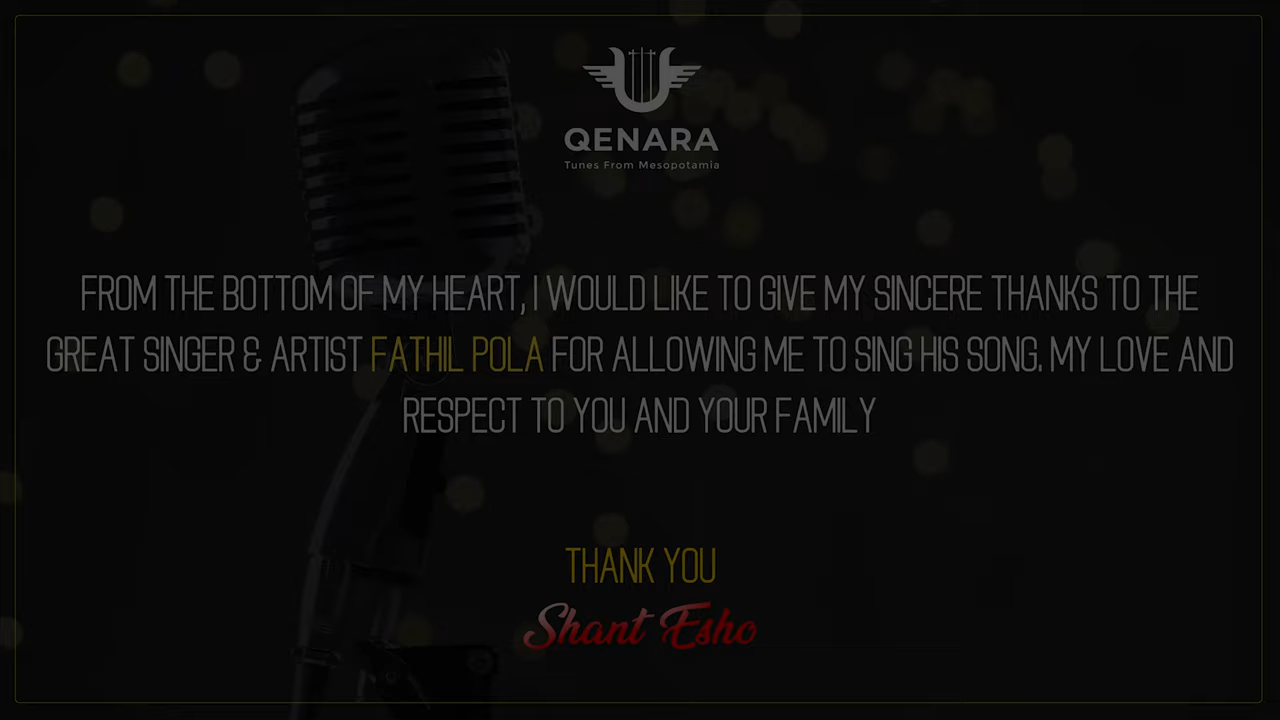 QENARA
Tunes From Mesopotamia
FROM THE BOTTOM OF MY HEART, I WOULD LIKE TO GIVE MY SINCERE THANKS TO THE
GREAT SINGER & ARTIST FATHIL POLA FOR ALLOWING ME TO SING HIS SONG. MY LOVE AND
RESPECT TO YOU AND YOUR FAMILY
THANK YOU
Shant Esho